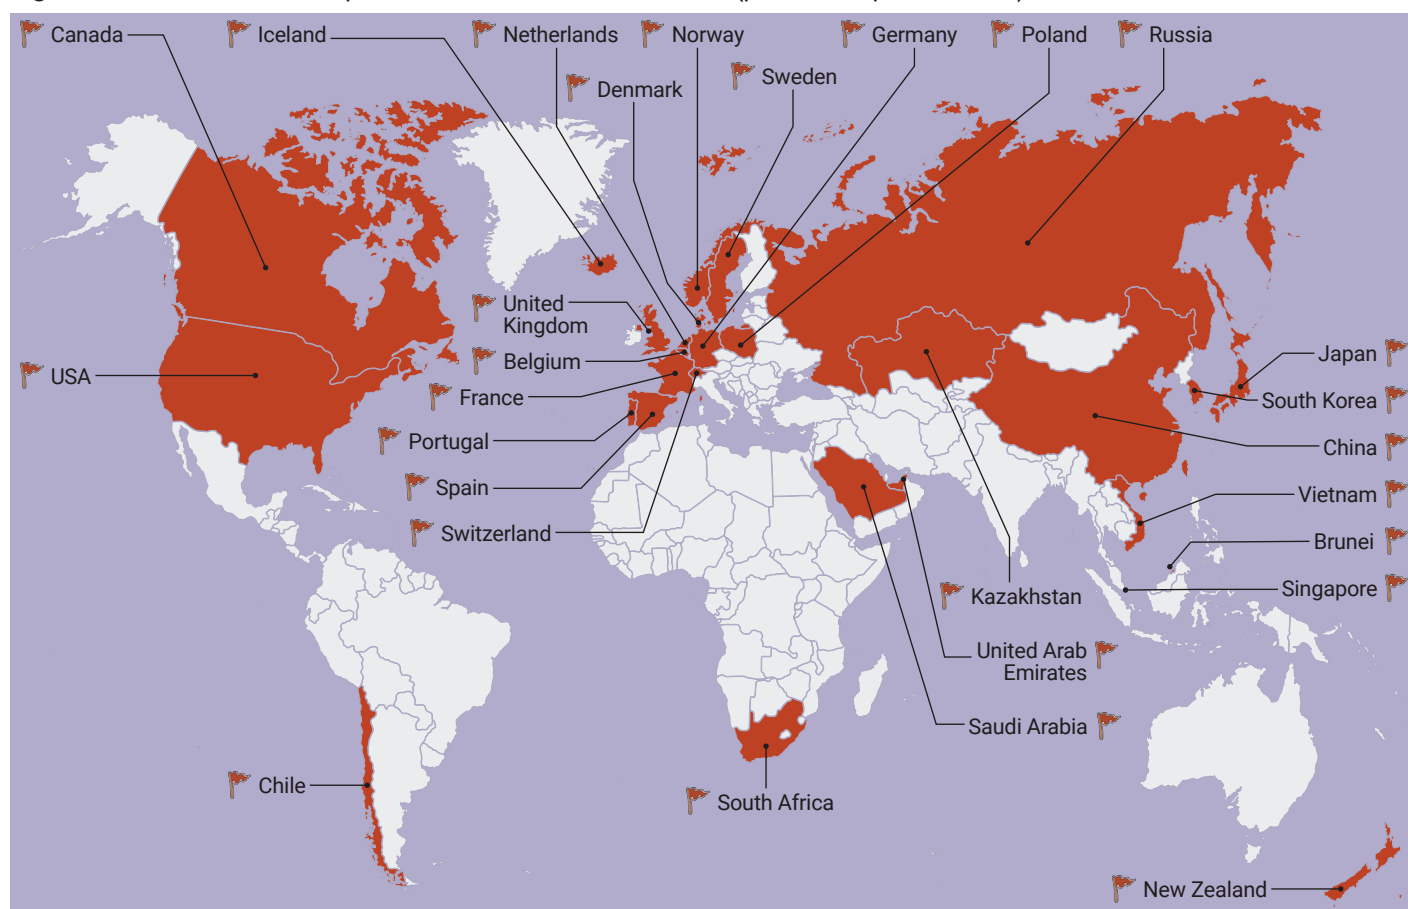 Canada
Iceland
Netherlands
Norway
Germany
Poland
Russia
Denmark
Sweden
United
Kingdom
Belgium
USA
France
Portugal
Spain
Switzerland
Japan
South Korea
China
Vietnam
Brunei
Singapore
Kazakhstan
United Arab
Emirates
Saudi Arabia
Chile
South Africa
New Zealand